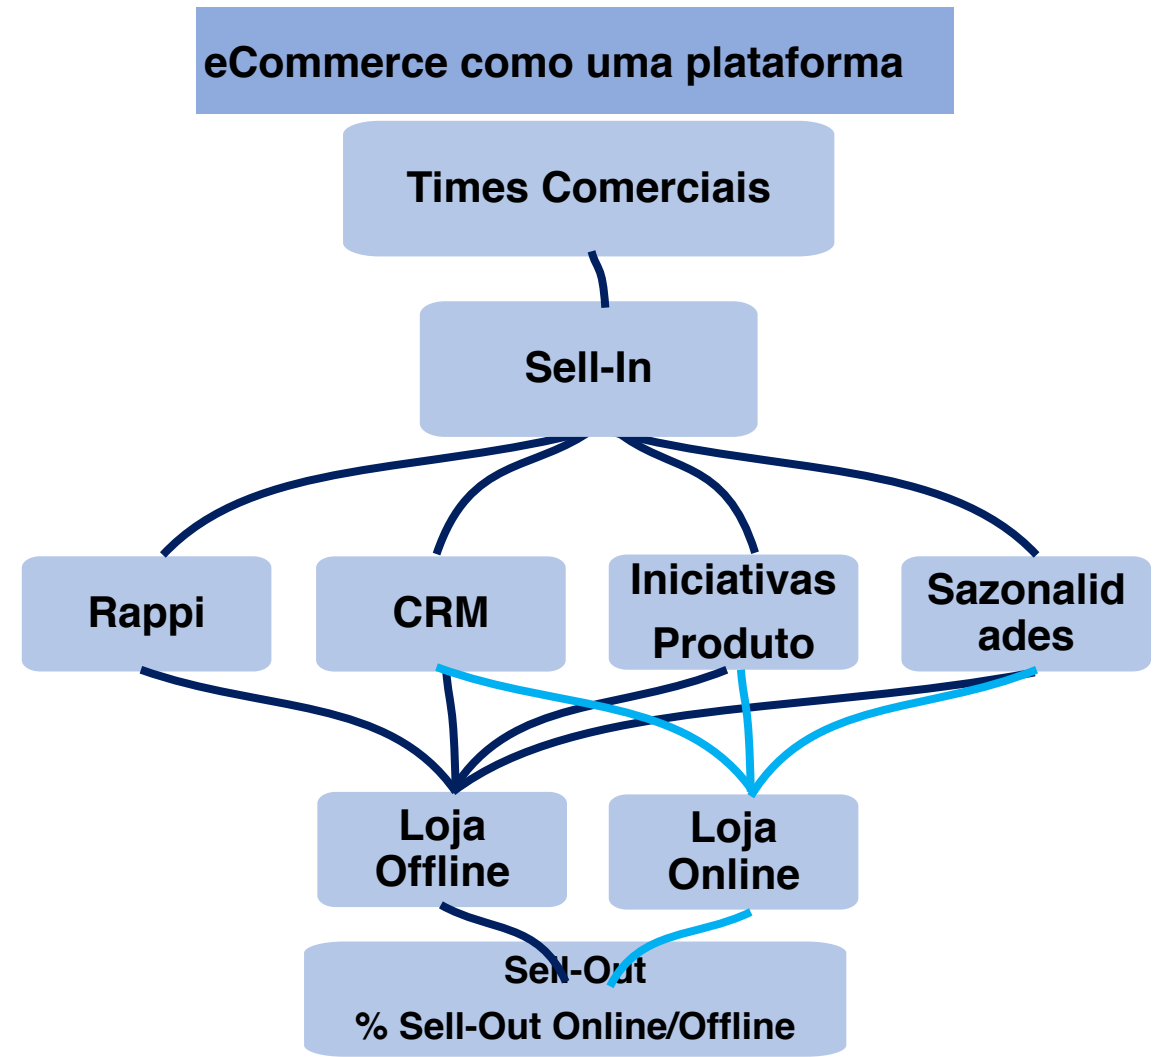 eCommerce como uma plataforma
Times Comerciais
Sell-In
Rappi
CRM
Iniciativas
Produto
Sazonalid
ades
Loja
Offline
Loja
Online
Sell-Out
% Sell-Out Online/Offline